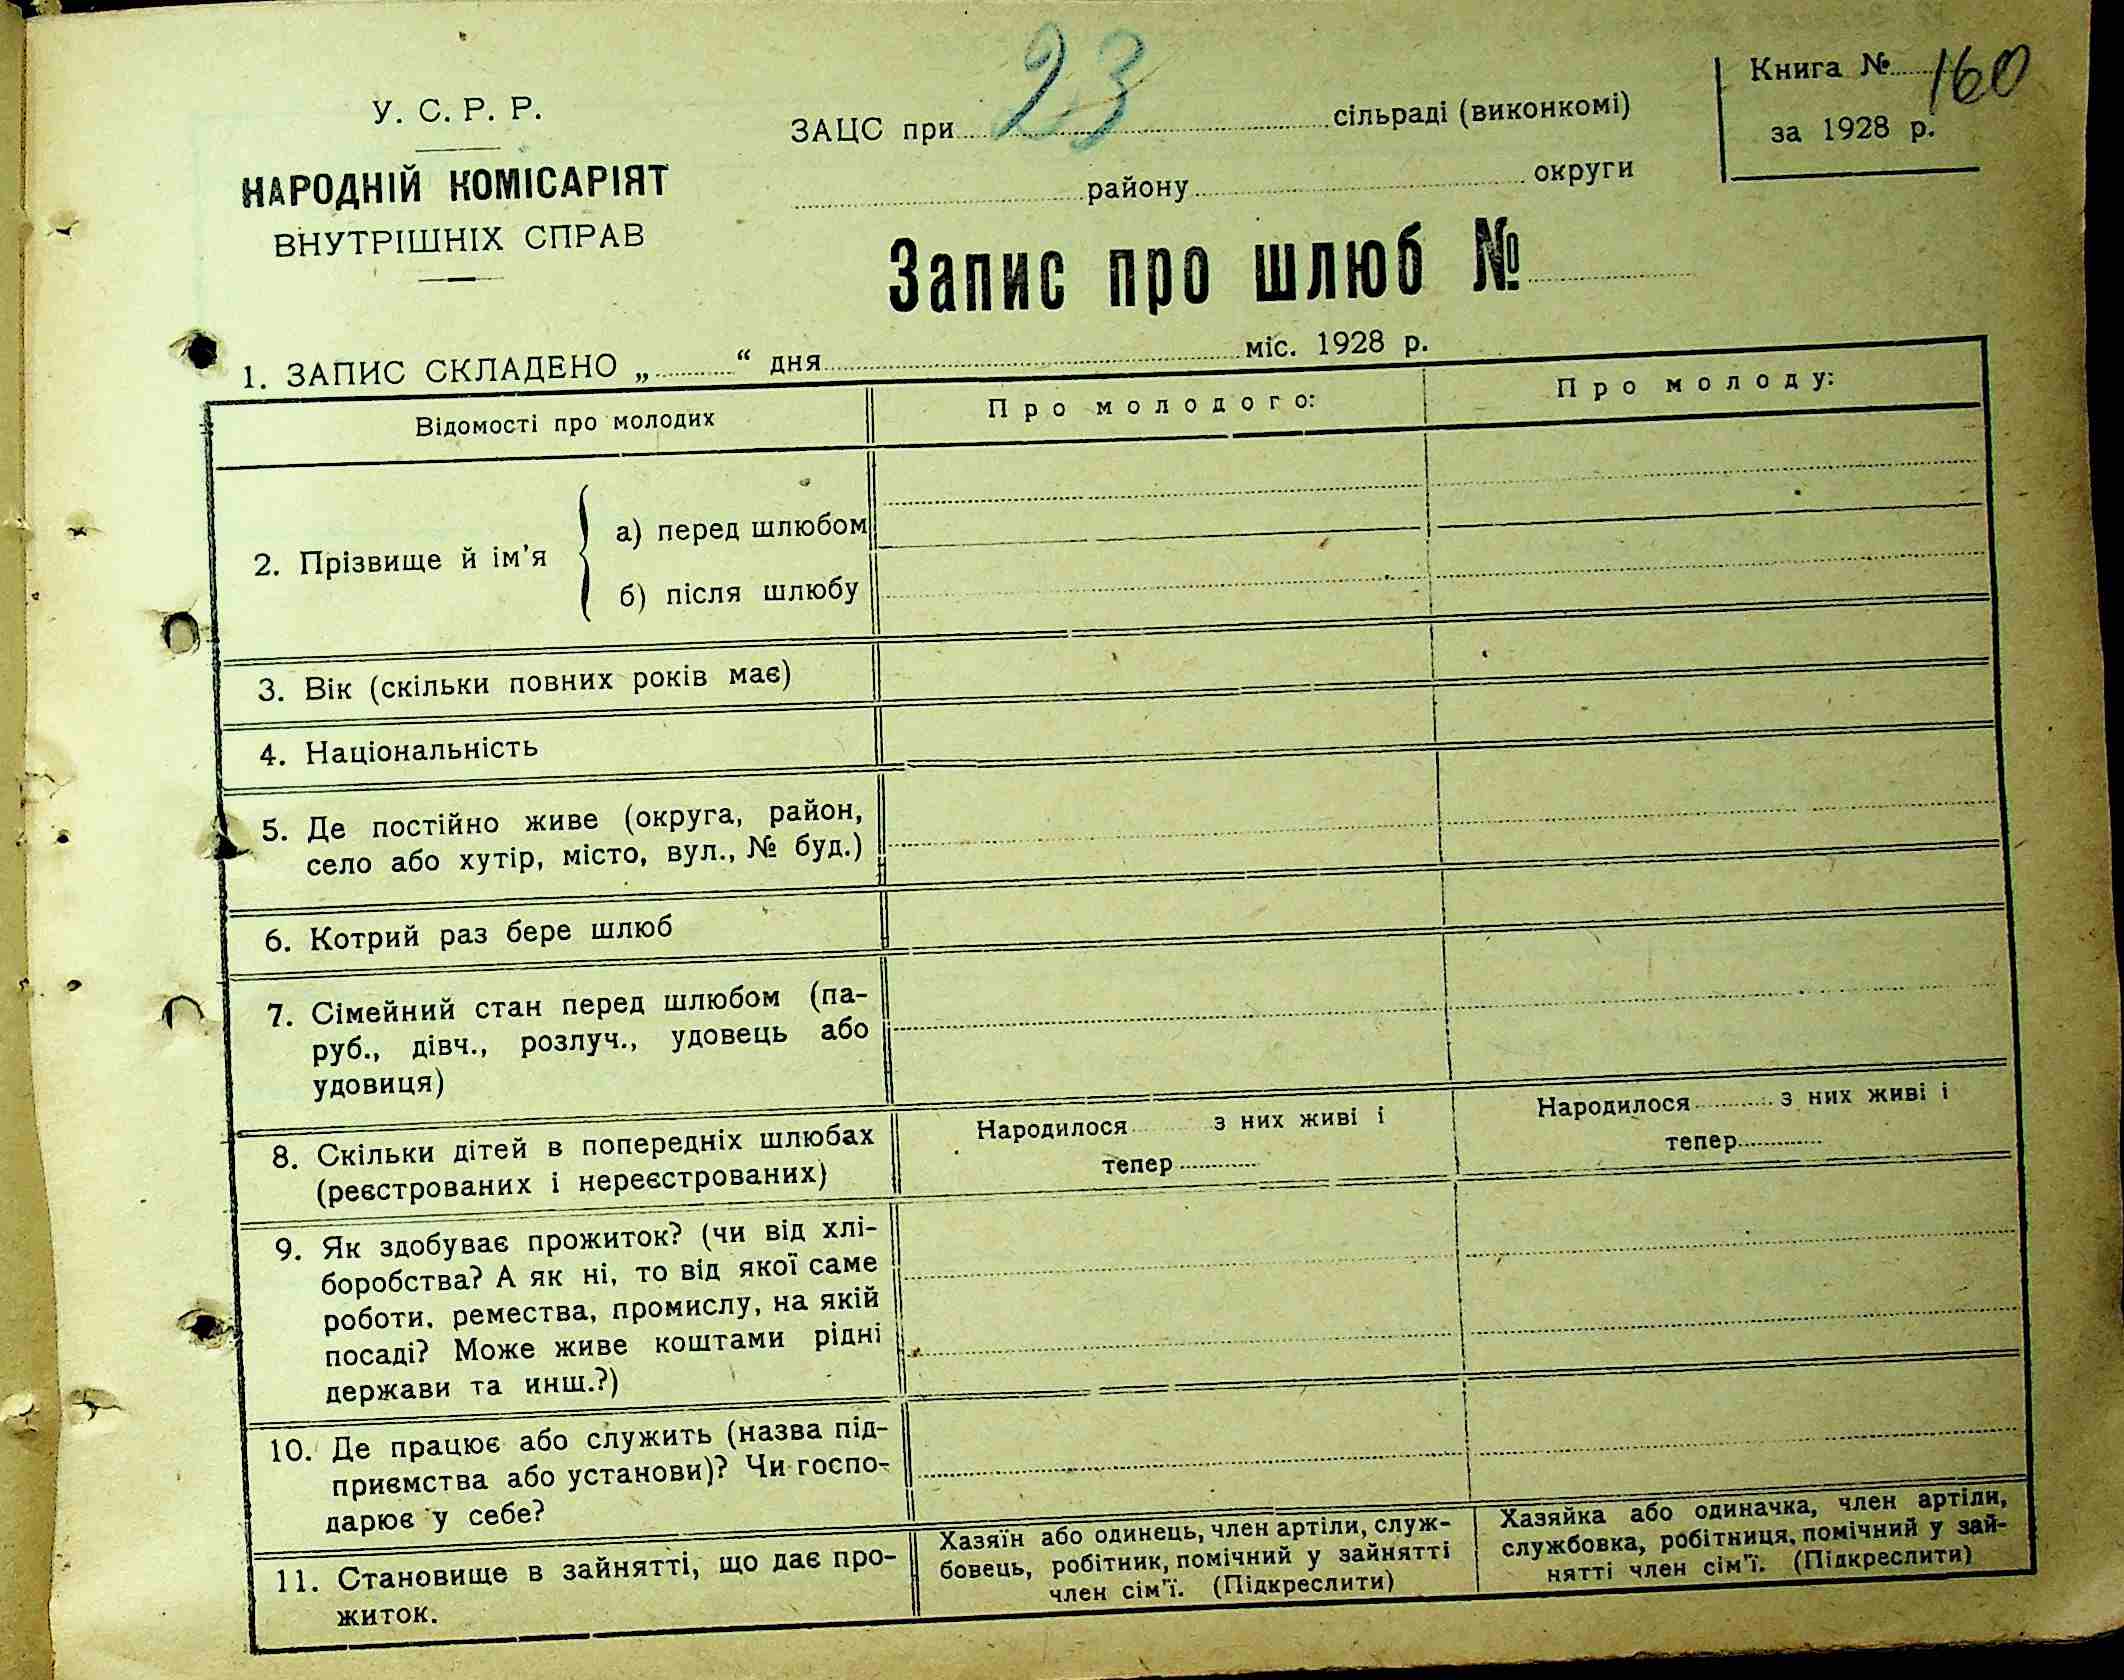 У. С. Р. Р.
НАРОДНІЙ КОМІСАРІЯТ
ВНУТРІШНІХ СПРАВ
ЗАЦС при 23 сільраді (виконкомі)
району округи
Книга № 160
за 1928 р.
Запис про шлюб №
1. ЗАПИС СКЛАДЕНО „ “ дня міс. 1928 р.
Відомості про молодих
Про молодого:
Про молоду:
2. Прізвище й ім’я
а) перед шлюбом
б) після шлюбу
3. Вік (скільки повних років має)
4. Національність
5. Де постійно живе (округа, район,
село або хутір, місто, вул., № буд.)
6. Котрий раз бере шлюб
7. Сімейний стан перед шлюбом (па-
руб., дівч., розлуч., удовець або
удовиця)
8. Скільки дітей в попередніх шлюбах
(реєстрованих і нереєстрованих)
Народилося з них живі і
тепер
Народилося з них живі і
тепер
9. Як здобуває прожиток? (чи від хлі-
боробства? А як ні, то від якої саме
роботи, ремества, промислу, на якій
посаді? Може живе коштами рідні
держави та инш.?)
10. Де працює або служить (назва під-
приємства або установи)? Чи госпо-
дарює у себе?
11. Становище в зайнятті, що дає про-
житок.
Хазяїн або одинець, член артіли, служ-
бовець, робітник, помічний у зайнятті
член сім’ї. (Підкреслити)
Хазяйка або одиначка, член артіли,
службовка, робітниця, помічний у зай-
нятті член сім’ї. (Підкреслити)